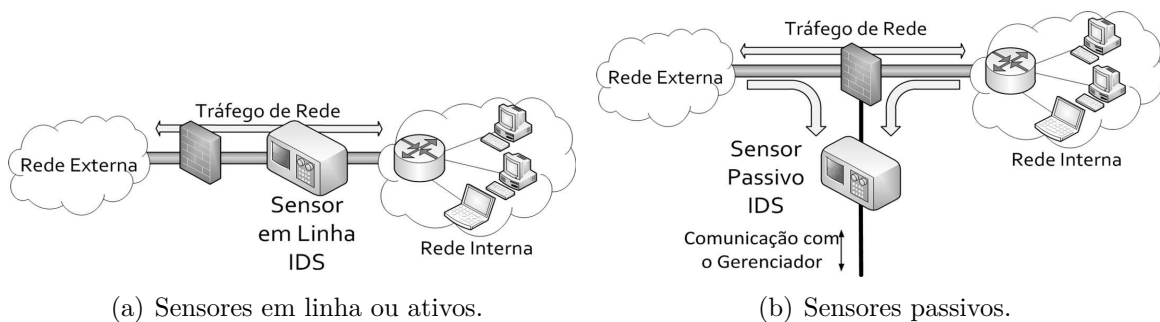 Tráfego de Rede
Rede Externa
Sensor
em Linha
IDS
Rede Interna
(a) Sensores em linha ou ativos.
Tráfego de Rede
Rede Externa
Sensor
Passivo
IDS
Rede Interna
Comunicação com
o Gerenciador
(b) Sensores passivos.